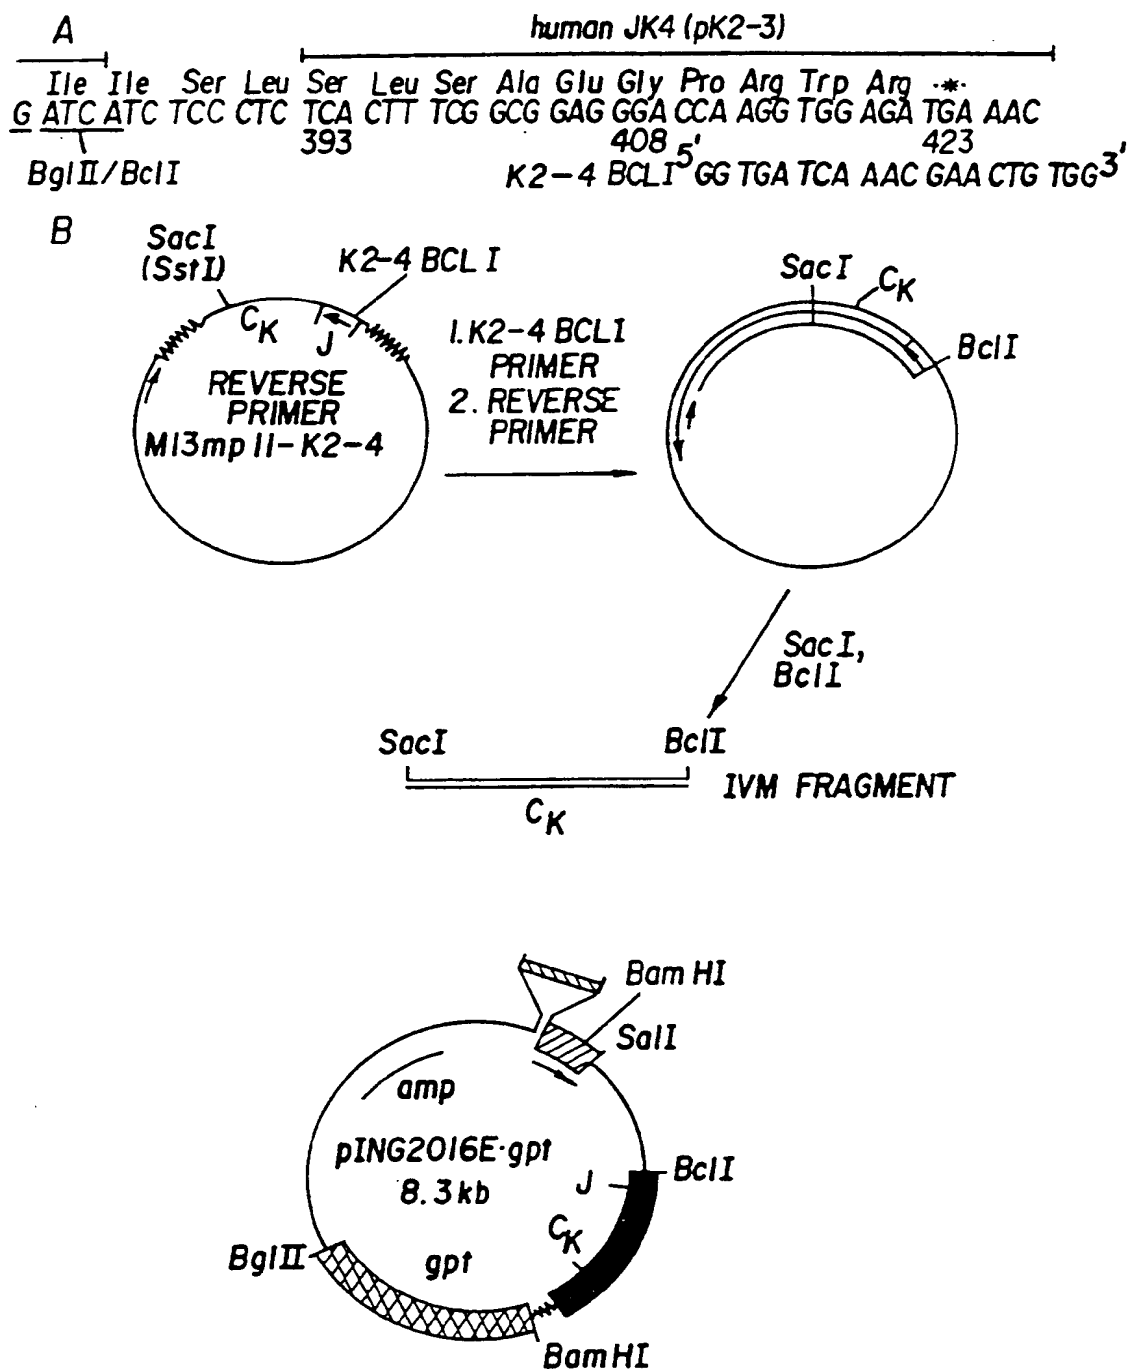 A
human JK4 (pK2-3)
Ile Ile Ser Leu Ser Leu Ser Ala Glu Gly Pro Arg Trp Arg *
G ATC ATC TCC CTC TCA CTT TCG GCG GAG GGA CCA AGG TGG AGA TGA AAC
393 408 423
BglII/BclI
K2-4 BCLI 5' GG TGA TCA AAC GAA CTG TGG 3'
B
SacI
(SstI)
K2-4 BCL I
CK
J
REVERSE
PRIMER
M13mp11-K2-4
1. K2-4 BCLI
PRIMER
2. REVERSE
PRIMER
SacI
CK
BclI
SacI,
BclI
SacI
BclI
IVM FRAGMENT
CK
Bam HI
SalI
amp
pING2016E·gpt
8.3kb
J
BclI
CK
BglII
gpt
BamHI